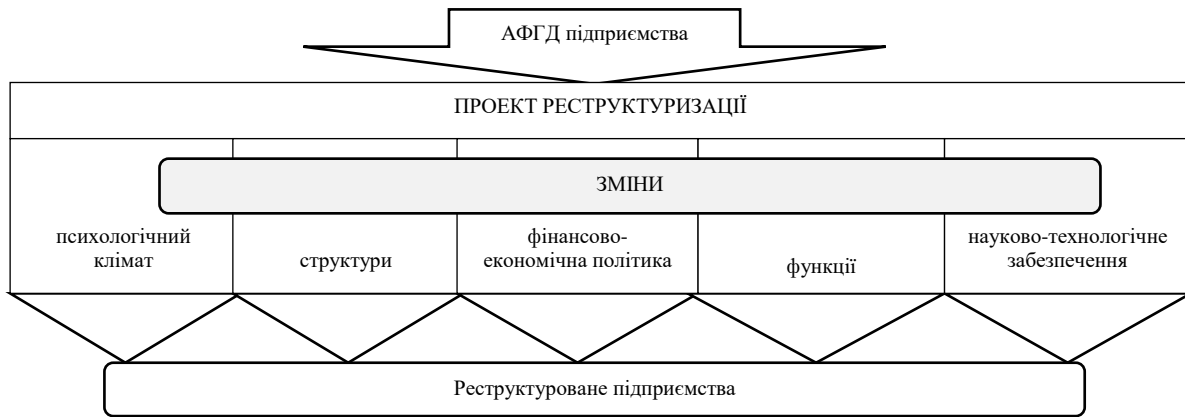 АФГД підприємства
ПРОЕКТ РЕСТРУКТУРИЗАЦІЇ
ЗМІНИ
психологічний
клімат
структури
фінансово-
економічна політика
функції
науково-технологічне
забезпечення
Реструктуроване підприємства